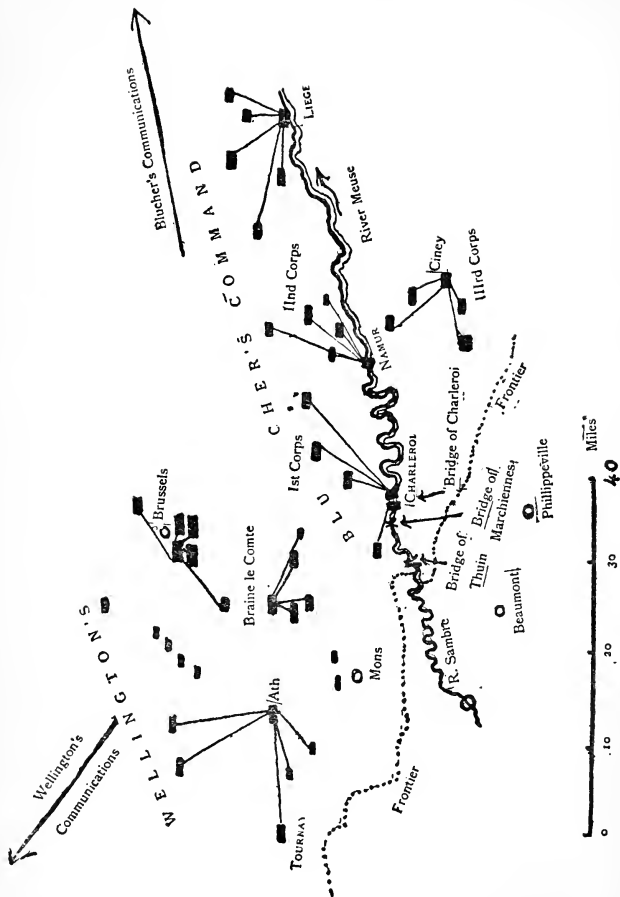 Blucher's Communications
Wellington's
Communications
WELLINGTON'S
BLUCHER'S COMMAND
LIEGE
River Meuse
IInd Corps
Ciney
IIIrd Corps
NAMUR
Ist Corps
CHARLEROI
Bridge of Charleroi
Frontier
Brussels
Braine le Comte
Bridge of
Marchiennes
Bridge of
Thuin
Phillippéville
Beaumont
R. Sambre
Mons
Ath
TOURNAY
Frontier
0 10 20 30 40
Miles